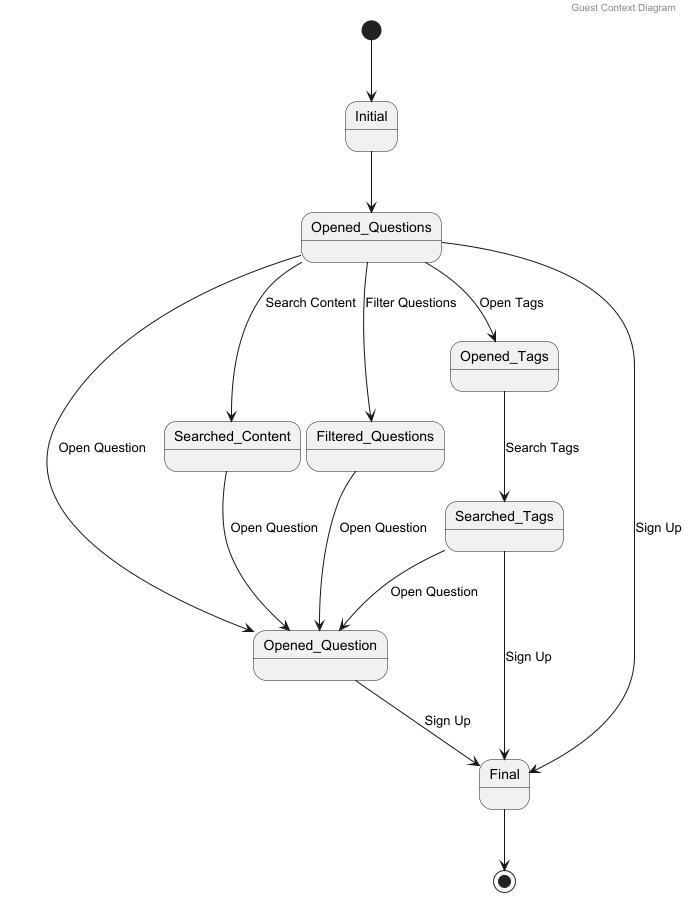 Guest Context Diagram
Initial
Opened_Questions
Search Content
Filter Questions
Open Tags
Opened_Tags
Searched_Content
Filtered_Questions
Open Question
Search Tags
Searched_Tags
Open Question
Open Question
Sign Up
Open Question
Opened_Question
Sign Up
Sign Up
Final